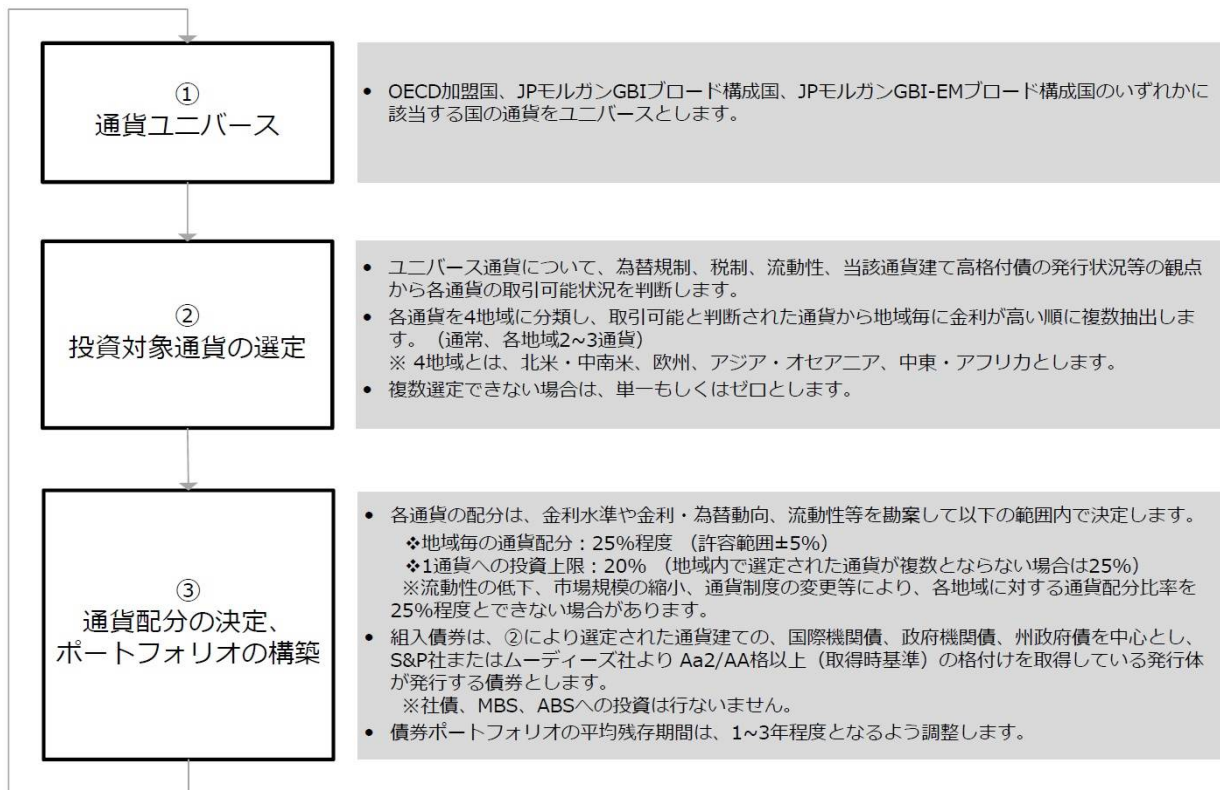 ①
通貨ユニバース
• OECD加盟国、JPモルガンGBIブロード構成国、JPモルガンGBI-EMブロード構成国のいずれかに
該当する国の通貨をユニバースとします。
②
投資対象通貨の選定
• ユニバース通貨について、為替規制、税制、流動性、当該通貨建て高格付債の発行状況等の観点
から各通貨の取引可能状況を判断します。
• 各通貨を4地域に分類し、取引可能と判断された通貨から地域毎に金利が高い順に複数抽出しま
す。（通常、各地域2~3通貨）
※ 4地域とは、北米・中南米、欧州、アジア・オセアニア、中東・アフリカとします。
• 複数選定できない場合は、単一もしくはゼロとします。
③
通貨配分の決定、
ポートフォリオの構築
• 各通貨の配分は、金利水準や金利・為替動向、流動性等を勘案して以下の範囲内で決定します。
❖地域毎の通貨配分：25%程度 （許容範囲±5%）
❖1通貨への投資上限：20% （地域内で選定された通貨が複数とならない場合は25%）
※流動性の低下、市場規模の縮小、通貨制度の変更等により、各地域に対する通貨配分比率を
25%程度とできない場合があります。
• 組入債券は、②により選定された通貨建ての、国際機関債、政府機関債、州政府債を中心とし、
S&P社またはムーディーズ社より Aa2/AA格以上（取得時基準）の格付けを取得している発行体
が発行する債券とします。
※社債、MBS、ABSへの投資は行ないません。
• 債券ポートフォリオの平均残存期間は、1~3年程度となるよう調整します。